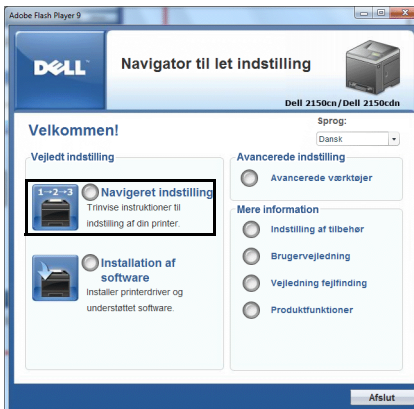 Adobe Flash Player 9
DELL
Navigator til let indstilling
Dell 2150cn/Dell 2150cdn
Velkommen!
Sprog:
Dansk
Vejledt indstilling
1→2→3
Navigeret indstilling
Trinvise instruktioner til
indstilling af din printer.
Installation af
software
Installer printerdriver og
understøttet software.
Avancerede indstilling
Avancerede værktøjer
Mere information
Indstilling af tilbehør
Brugervejledning
Vejledning fejlfinding
Produktfunktioner
Afslut